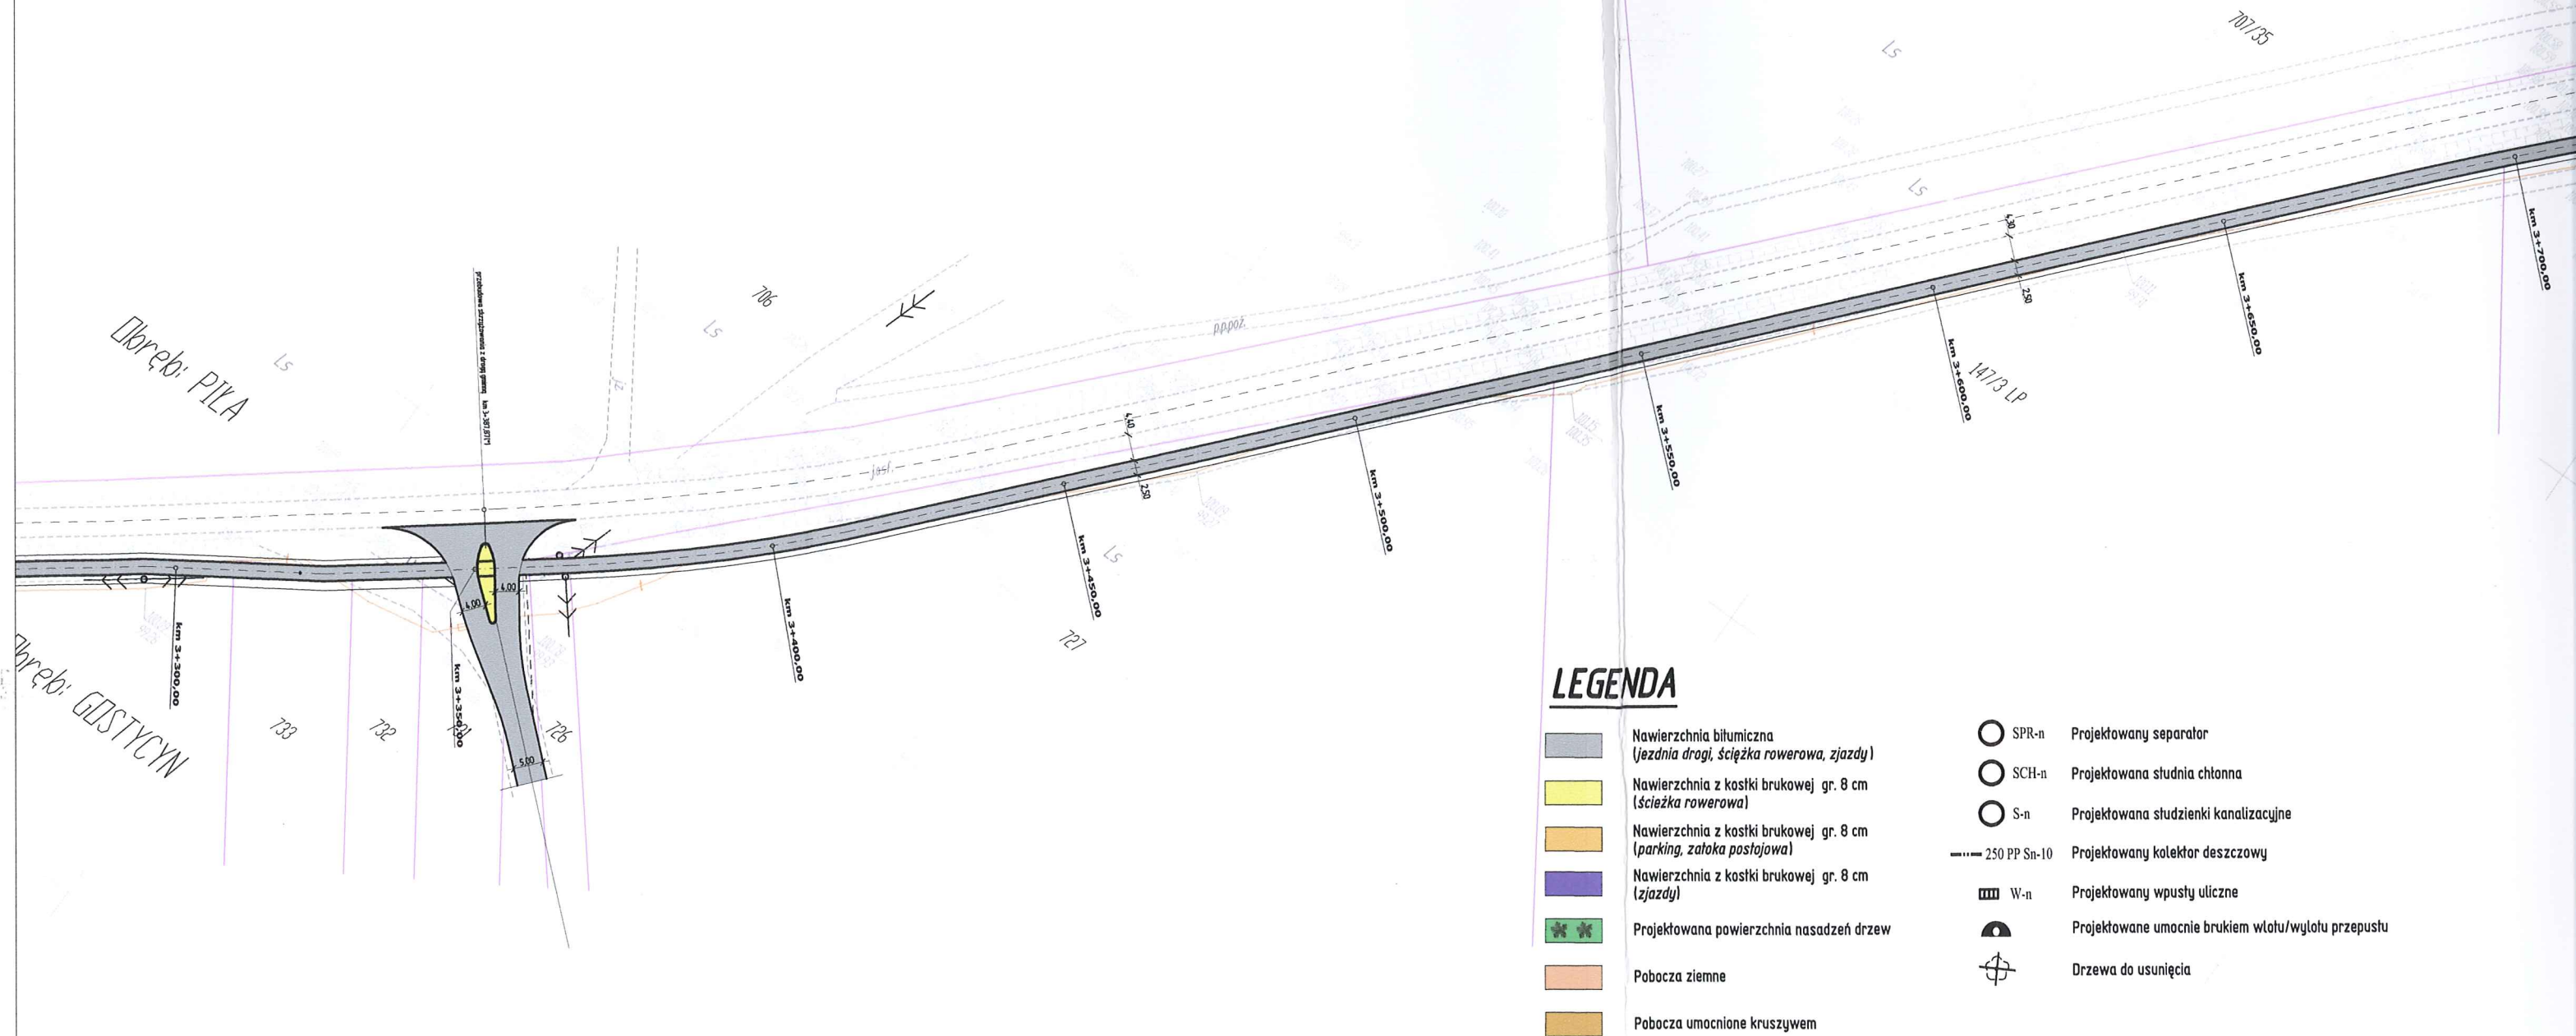 707/35
Ls
Ls
4,30
2,50
km 3+700,00
km 3+650,00
km 3+600,00
147/3 LP
km 3+550,00
km 3+500,00
4,40
2,50
km 3+450,00
km 3+400,00
p.ppoż.
jasf.
706
Ls
Ls
Ls
727
Obręb: PIŁA
Obręb: GOSTYCYN
km 3+300,00
km 3+350,00
733
732
726
4,00
4,00
5,00
LEGENDA
Nawierzchnia bitumiczna
(jezdnia drogi, ścieżka rowerowa, zjazdy)
Nawierzchnia z kostki brukowej gr. 8 cm
(ścieżka rowerowa)
Nawierzchnia z kostki brukowej gr. 8 cm
(parking, zatoka postojowa)
Nawierzchnia z kostki brukowej gr. 8 cm
(zjazdy)
Projektowana powierzchnia nasadzeń drzew
Pobocza ziemne
Pobocza umocnione kruszywem
SPR-n Projektowany separator
SCH-n Projektowana studnia chłonna
S-n Projektowana studzienki kanalizacyjne
250 PP Sn-10 Projektowany kolektor deszczowy
W-n Projektowany wpusty uliczne
Projektowane umocnie brukiem wlotu/wylotu przepustu
Drzewa do usunięcia